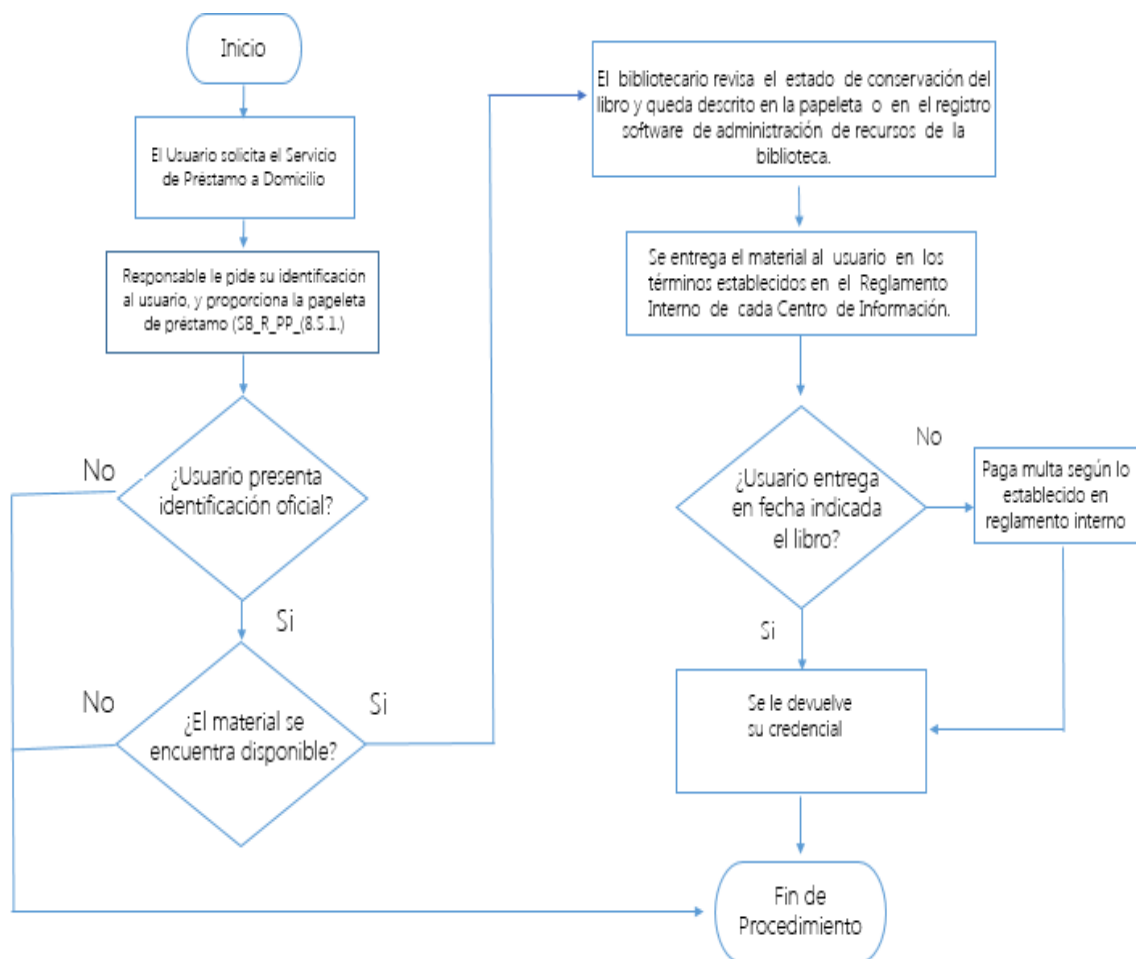 Inicio
El Usuario solicita el Servicio
de Préstamo a Domicilio
Responsable le pide su identificación
al usuario, y proporciona la papeleta
de préstamo (SB_R_PP_(8.5.1.)
No
¿Usuario presenta
identificación oficial?
Si
No
¿El material se
encuentra disponible?
Si
El bibliotecario revisa el estado de conservación del
libro y queda descrito en la papeleta o en el registro
software de administración de recursos de la
biblioteca.
Se entrega el material al usuario en los
términos establecidos en el Reglamento
Interno de cada Centro de Información.
No
¿Usuario entrega
en fecha indicada
el libro?
Paga multa según lo
establecido en
reglamento interno
Si
Se le devuelve
su credencial
Fin de
Procedimiento